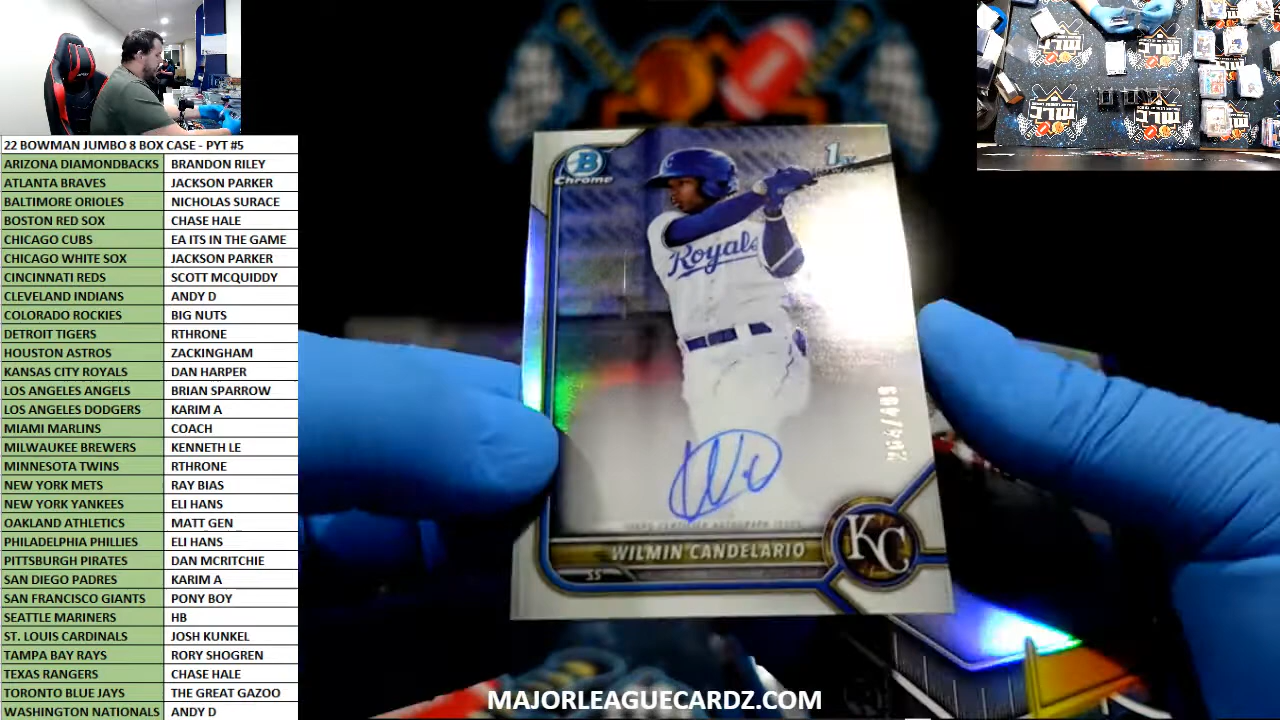 22 BOWMAN JUMBO 8 BOX CASE - PYT #5
ARIZONA DIAMONDBACKS BRANDON RILEY
ATLANTA BRAVES JACKSON PARKER
BALTIMORE ORIOLES NICHOLAS SURACE
BOSTON RED SOX CHASE HALE
CHICAGO CUBS EA ITS IN THE GAME
CHICAGO WHITE SOX JACKSON PARKER
CINCINNATI REDS SCOTT MCQUIDDY
CLEVELAND INDIANS ANDY D
COLORADO ROCKIES BIG NUTS
DETROIT TIGERS RTHRONE
HOUSTON ASTROS ZACKINGHAM
KANSAS CITY ROYALS DAN HARPER
LOS ANGELES ANGELS BRIAN SPARROW
LOS ANGELES DODGERS KARIM A
MIAMI MARLINS COACH
MILWAUKEE BREWERS KENNETH LE
MINNESOTA TWINS RTHRONE
NEW YORK METS RAY BIAS
NEW YORK YANKEES ELI HANS
OAKLAND ATHLETICS MATT GEN
PHILADELPHIA PHILLIES ELI HANS
PITTSBURGH PIRATES DAN MCRITCHIE
SAN DIEGO PADRES KARIM A
SAN FRANCISCO GIANTS PONY BOY
SEATTLE MARINERS HB
ST. LOUIS CARDINALS JOSH KUNKEL
TAMPA BAY RAYS RORY SHOGREN
TEXAS RANGERS CHASE HALE
TORONTO BLUE JAYS THE GREAT GAZOO
WASHINGTON NATIONALS ANDY D
B
Chrome
1st
Royals
WILMIN CANDELARIO
SS
KC
MAJORLEAGUECARDZ.COM